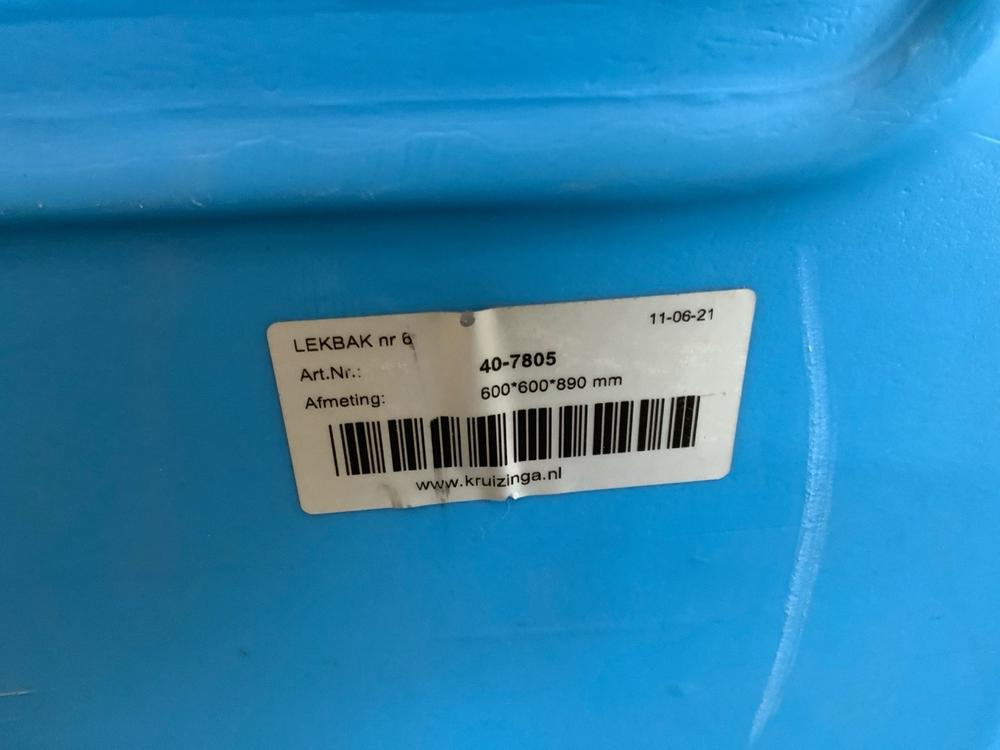 LEKBAK nr 6
11-06-21
Art.Nr.: 40-7805
Afmeting: 600*600*890 mm
www.kruizinga.nl